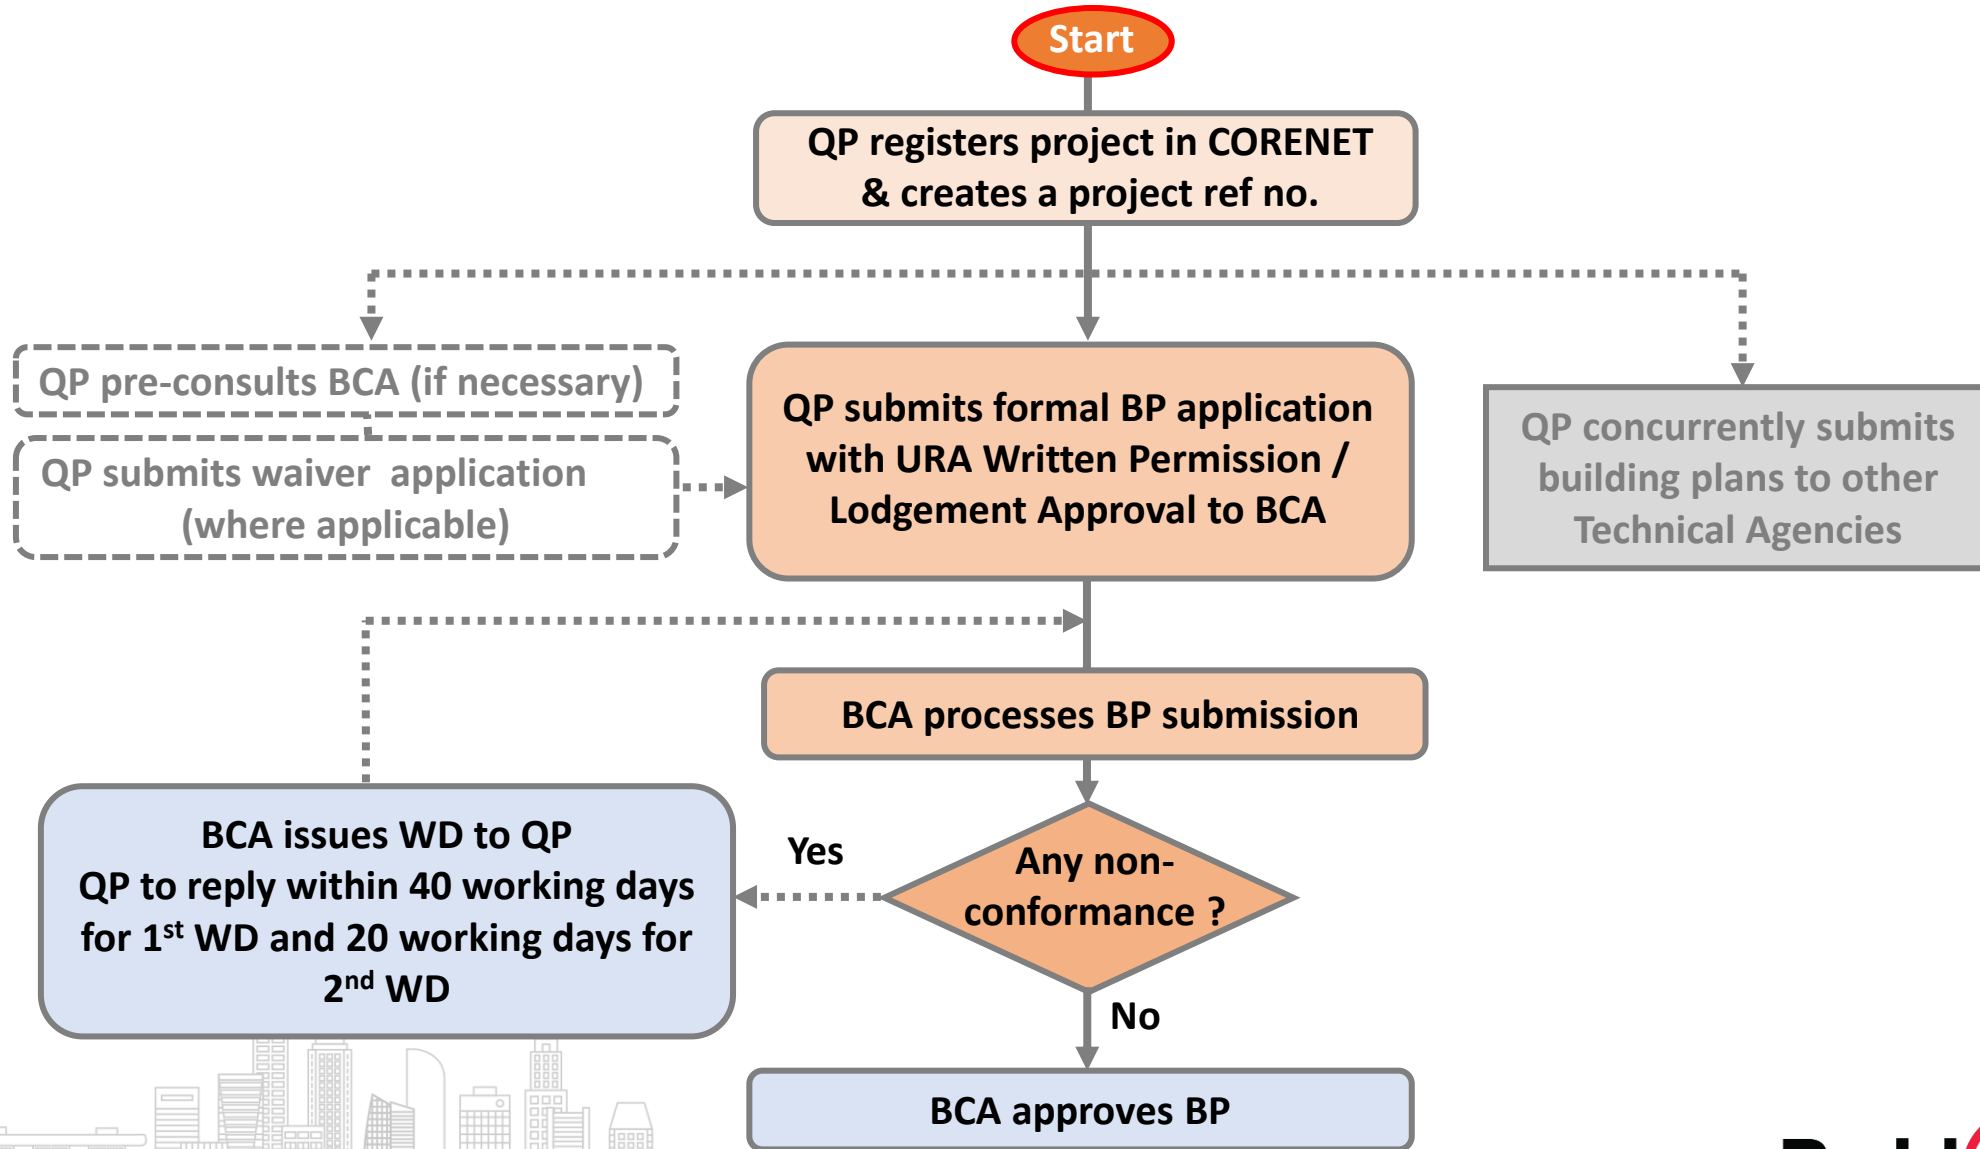 Start
QP registers project in CORENET
& creates a project ref no.
QP pre-consults BCA (if necessary)
QP submits waiver application
(where applicable)
QP submits formal BP application
with URA Written Permission /
Lodgement Approval to BCA
QP concurrently submits
building plans to other
Technical Agencies
BCA processes BP submission
BCA issues WD to QP
QP to reply within 40 working days
for 1st WD and 20 working days for
2nd WD
Yes
Any non-
conformance ?
No
BCA approves BP